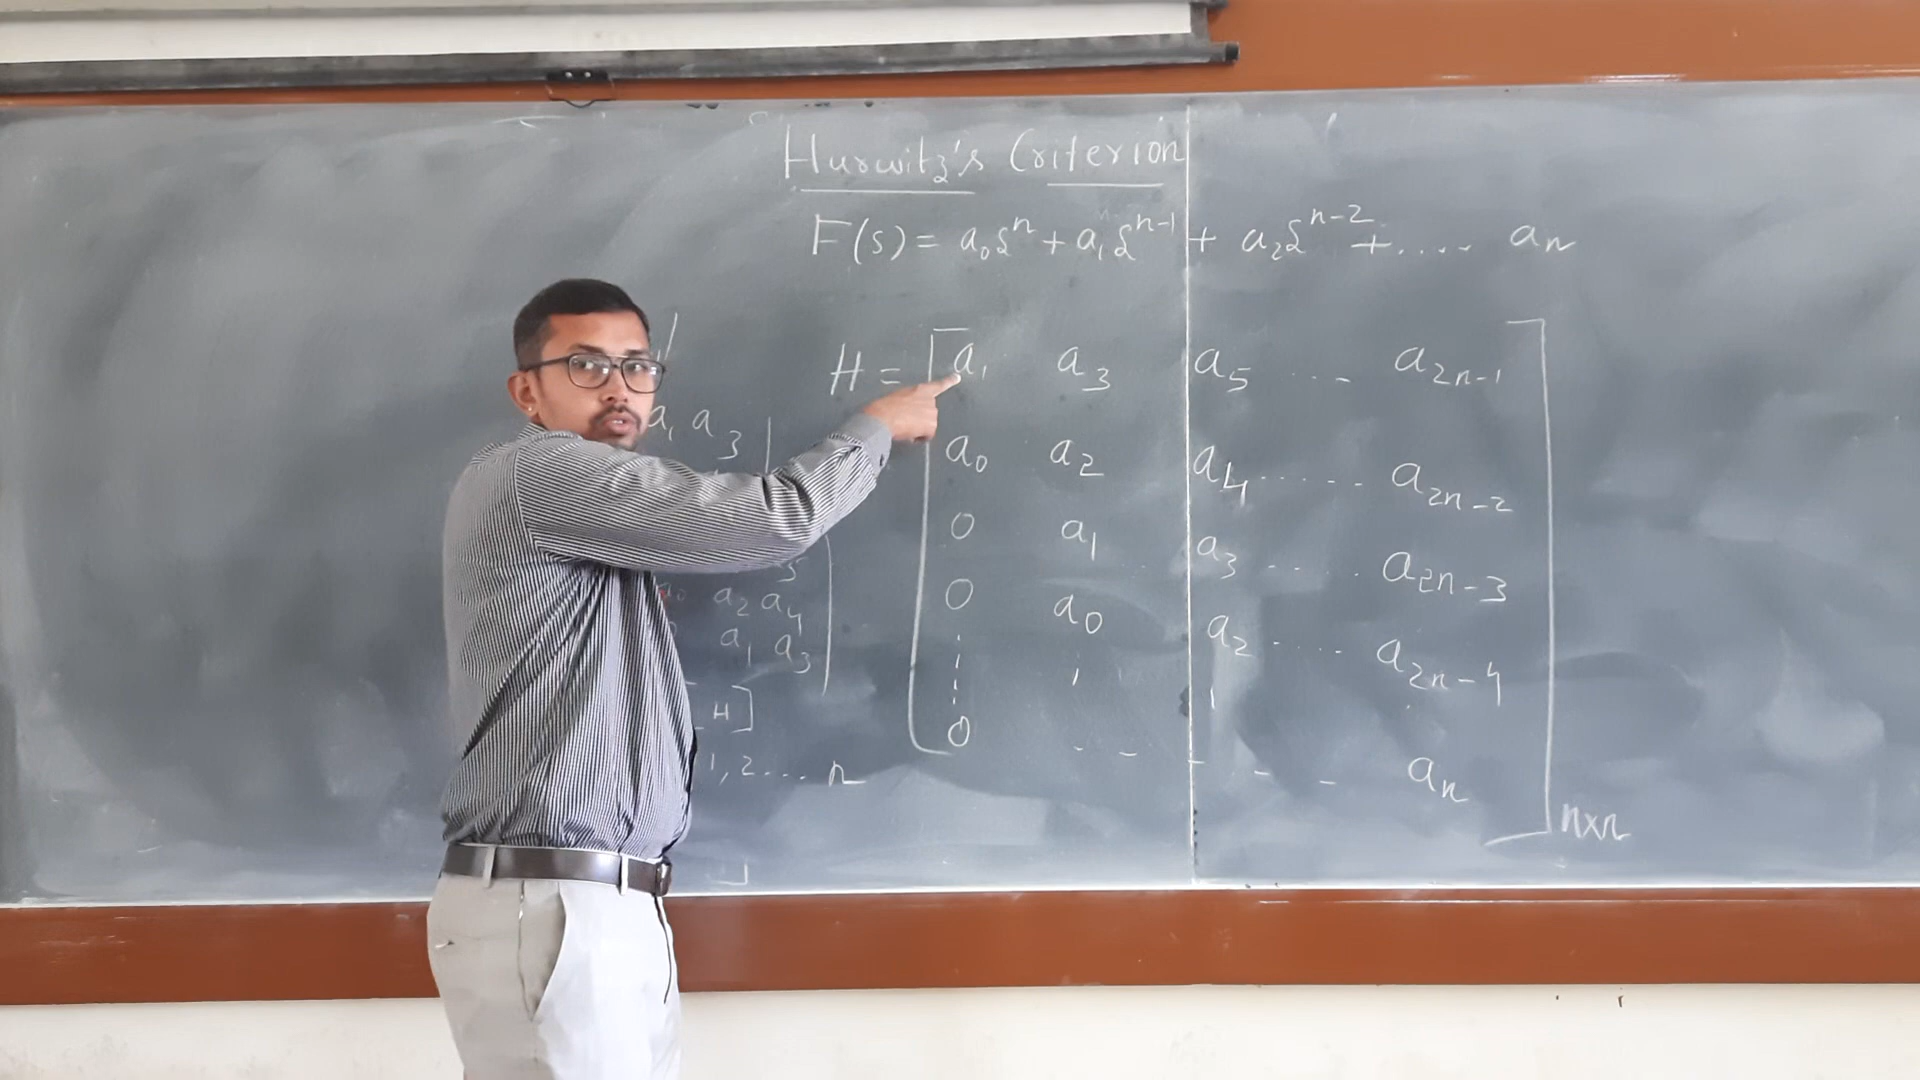 Hurwitz's Criterion
F(s) = a₀sⁿ + a₁sⁿ⁻¹ + a₂sⁿ⁻² + .... aₙ
H = [ a₁ a₃ a₅ ... a₂ₙ₋₁
a₀ a₂ a₄ ...... a₂ₙ₋₂
0 a₁ a₃ ..... a₂ₙ₋₃
0 a₀ a₂ .... a₂ₙ₋₄
0 - - - - - aₙ ] n×n
a₁ a₃ |
a₀ a₂ a₄
a₁ a₃
H]
1, 2 .... n